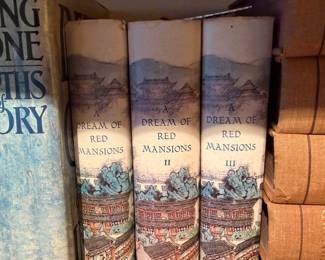 NG
ONE
THS
of
ORY
A
DREAM OF
RED
MANSIONS
A
DREAM OF
RED
MANSIONS
II
A
DREAM OF
RED
MANSIONS
III